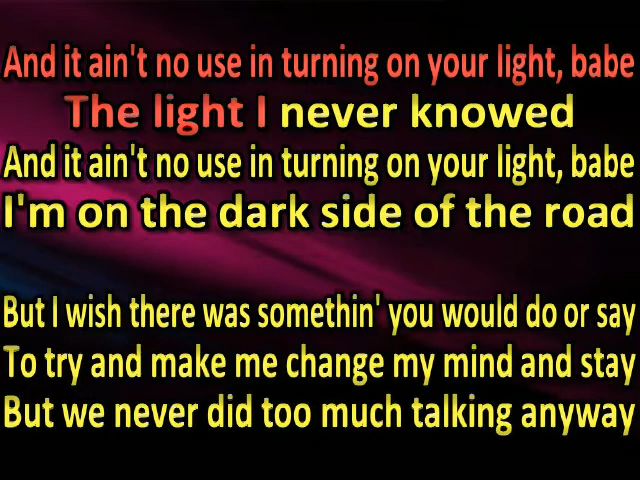 And it ain't no use in turning on your light, babe
The light I never knowed
And it ain't no use in turning on your light, babe
I'm on the dark side of the road
But I wish there was somethin' you would do or say
To try and make me change my mind and stay
But we never did too much talking anyway